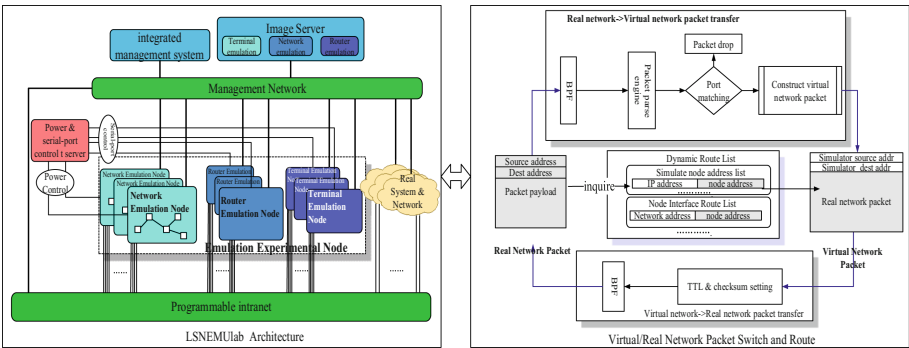 integrated
management system
Image Server
Terminal
emulation
Network
emulation
Router
emulation
Management Network
Power &
serial-port
control t server
Serial-port
control
Power
Control
Network Emulation Node
Network Emulation Node
Network
Emulation Node
Router Emulation
Router Emulation
Router
Emulation Node
Terminal Emulation
Node
Terminal Emulation
Node
Terminal
Emulation
Node
Real
System &
Network
Emulation Experimental Node
......
......
......
Programmable intranet
LSNEMUlab Architecture
Real network->Virtual network packet transfer
Packet drop
BPF
Packet parse
engine
Port
matching
Construct virtual
network packet
Source address
Dest address
Packet payload
inquire
Dynamic Route List
Simulate node address list
IP address
node address
............
Node Interface Route List
Network address
node address
............
Simulator source addr
Simulator dest addr
Real network packet
Real Network Packet
Virtual Network
Packet
BPF
TTL & checksum setting
Virtual network->Real network packet transfer
Virtual/Real Network Packet Switch and Route